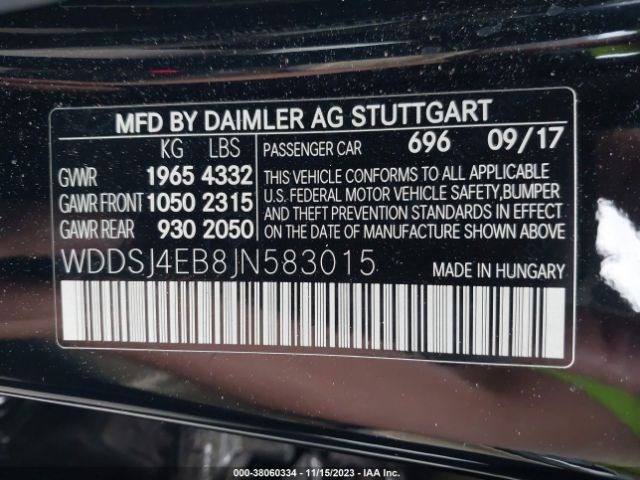 MFD BY DAIMLER AG STUTTGART
KG LBS
GWR 1965 4332
GAWR FRONT 1050 2315
GAWR REAR 930 2050
PASSENGER CAR 696 09/17
THIS VEHICLE CONFORMS TO ALL APPLICABLE
U.S. FEDERAL MOTOR VEHICLE SAFETY,BUMPER
AND THEFT PREVENTION STANDARDS IN EFFECT
ON THE DATE OF MANUFACTURE SHOWN ABOVE.
WDDSJ4EB8JN583015 MADE IN HUNGARY
000-38060334 - 11/15/2023 - IAA Inc.